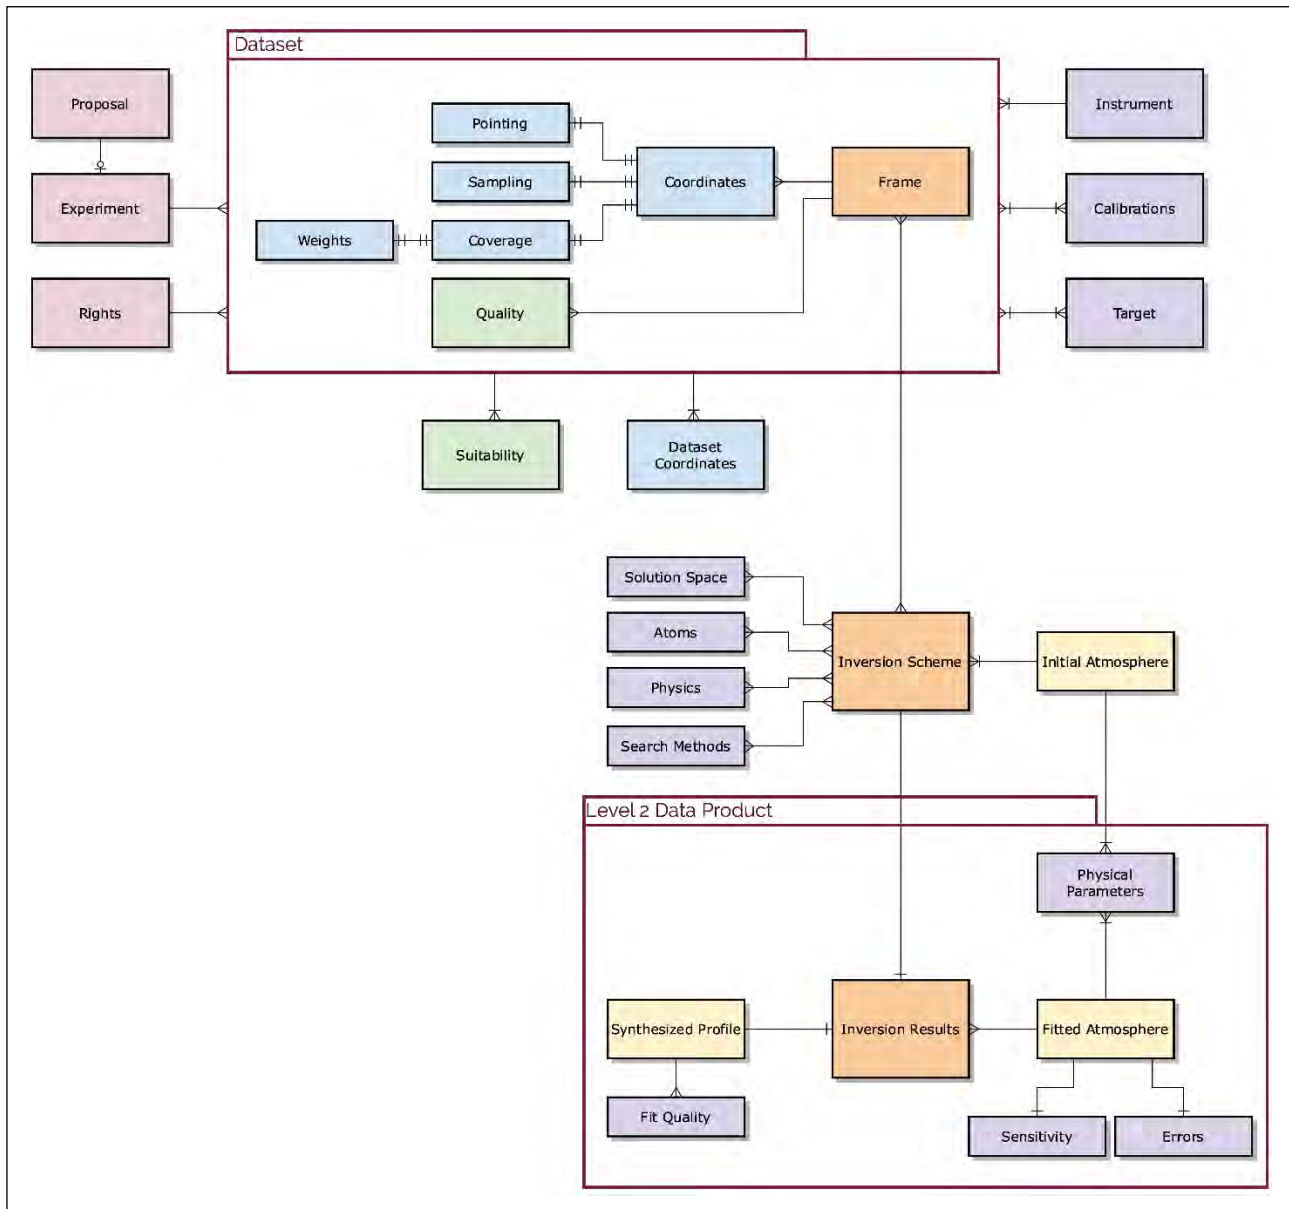 Dataset
Proposal
Instrument
Pointing
Sampling
Coordinates
Frame
Experiment
Calibrations
Weights
Coverage
Rights
Quality
Target
Suitability
Dataset
Coordinates
Solution Space
Atoms
Physics
Search Methods
Inversion Scheme
Initial Atmosphere
Level 2 Data Product
Physical
Parameters
Synthesized Profile
Inversion Results
Fitted Atmosphere
Fit Quality
Sensitivity
Errors